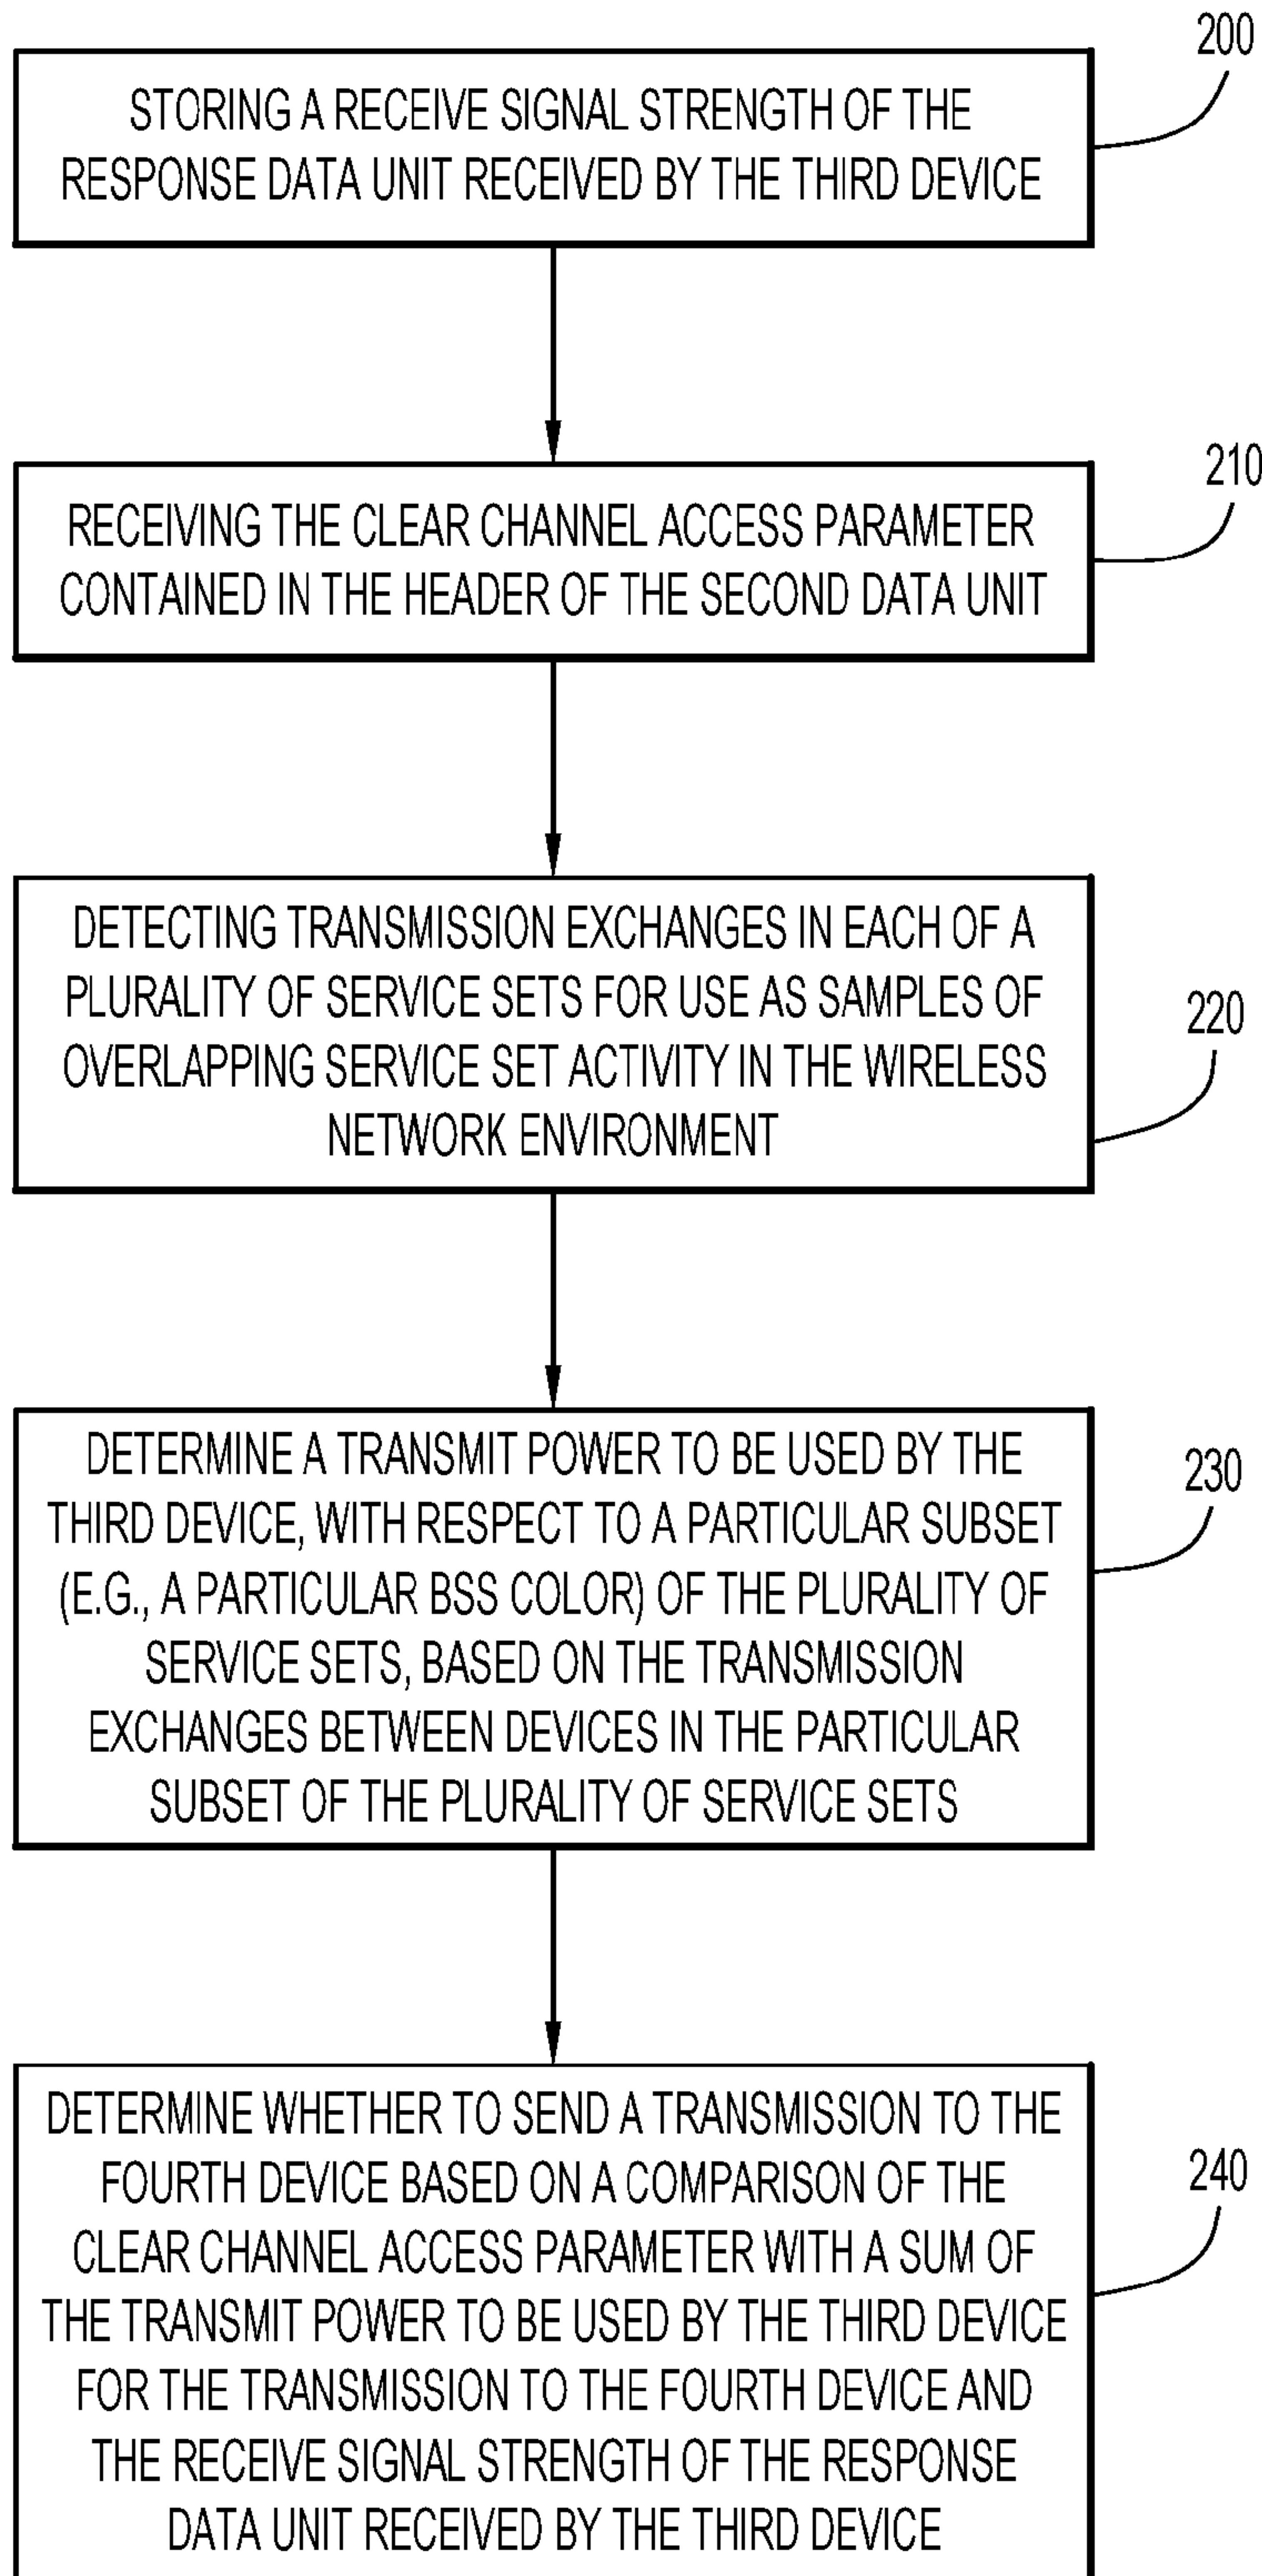 200
STORING A RECEIVE SIGNAL STRENGTH OF THE
RESPONSE DATA UNIT RECEIVED BY THE THIRD DEVICE
210
RECEIVING THE CLEAR CHANNEL ACCESS PARAMETER
CONTAINED IN THE HEADER OF THE SECOND DATA UNIT
DETECTING TRANSMISSION EXCHANGES IN EACH OF A
PLURALITY OF SERVICE SETS FOR USE AS SAMPLES OF
OVERLAPPING SERVICE SET ACTIVITY IN THE WIRELESS
NETWORK ENVIRONMENT
220
DETERMINE A TRANSMIT POWER TO BE USED BY THE
THIRD DEVICE, WITH RESPECT TO A PARTICULAR SUBSET
(E.G., A PARTICULAR BSS COLOR) OF THE PLURALITY OF
SERVICE SETS, BASED ON THE TRANSMISSION
EXCHANGES BETWEEN DEVICES IN THE PARTICULAR
SUBSET OF THE PLURALITY OF SERVICE SETS
230
DETERMINE WHETHER TO SEND A TRANSMISSION TO THE
FOURTH DEVICE BASED ON A COMPARISON OF THE
CLEAR CHANNEL ACCESS PARAMETER WITH A SUM OF
THE TRANSMIT POWER TO BE USED BY THE THIRD DEVICE
FOR THE TRANSMISSION TO THE FOURTH DEVICE AND
THE RECEIVE SIGNAL STRENGTH OF THE RESPONSE
DATA UNIT RECEIVED BY THE THIRD DEVICE
240